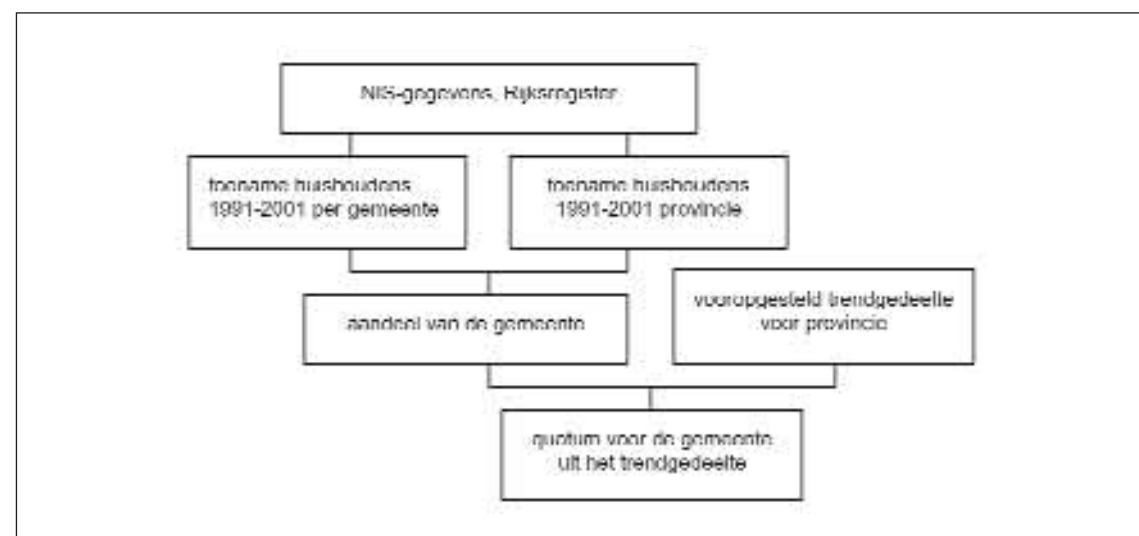 NIS-gegevens, Rijksregister
toename huishoudens
1991-2001 per gemeente
toename huishoudens
1991-2001 provincie
aandeel van de gemeente
vooropgesteld trendgedeelte
voor provincie
quotum voor de gemeente
uit het trendgedeelte